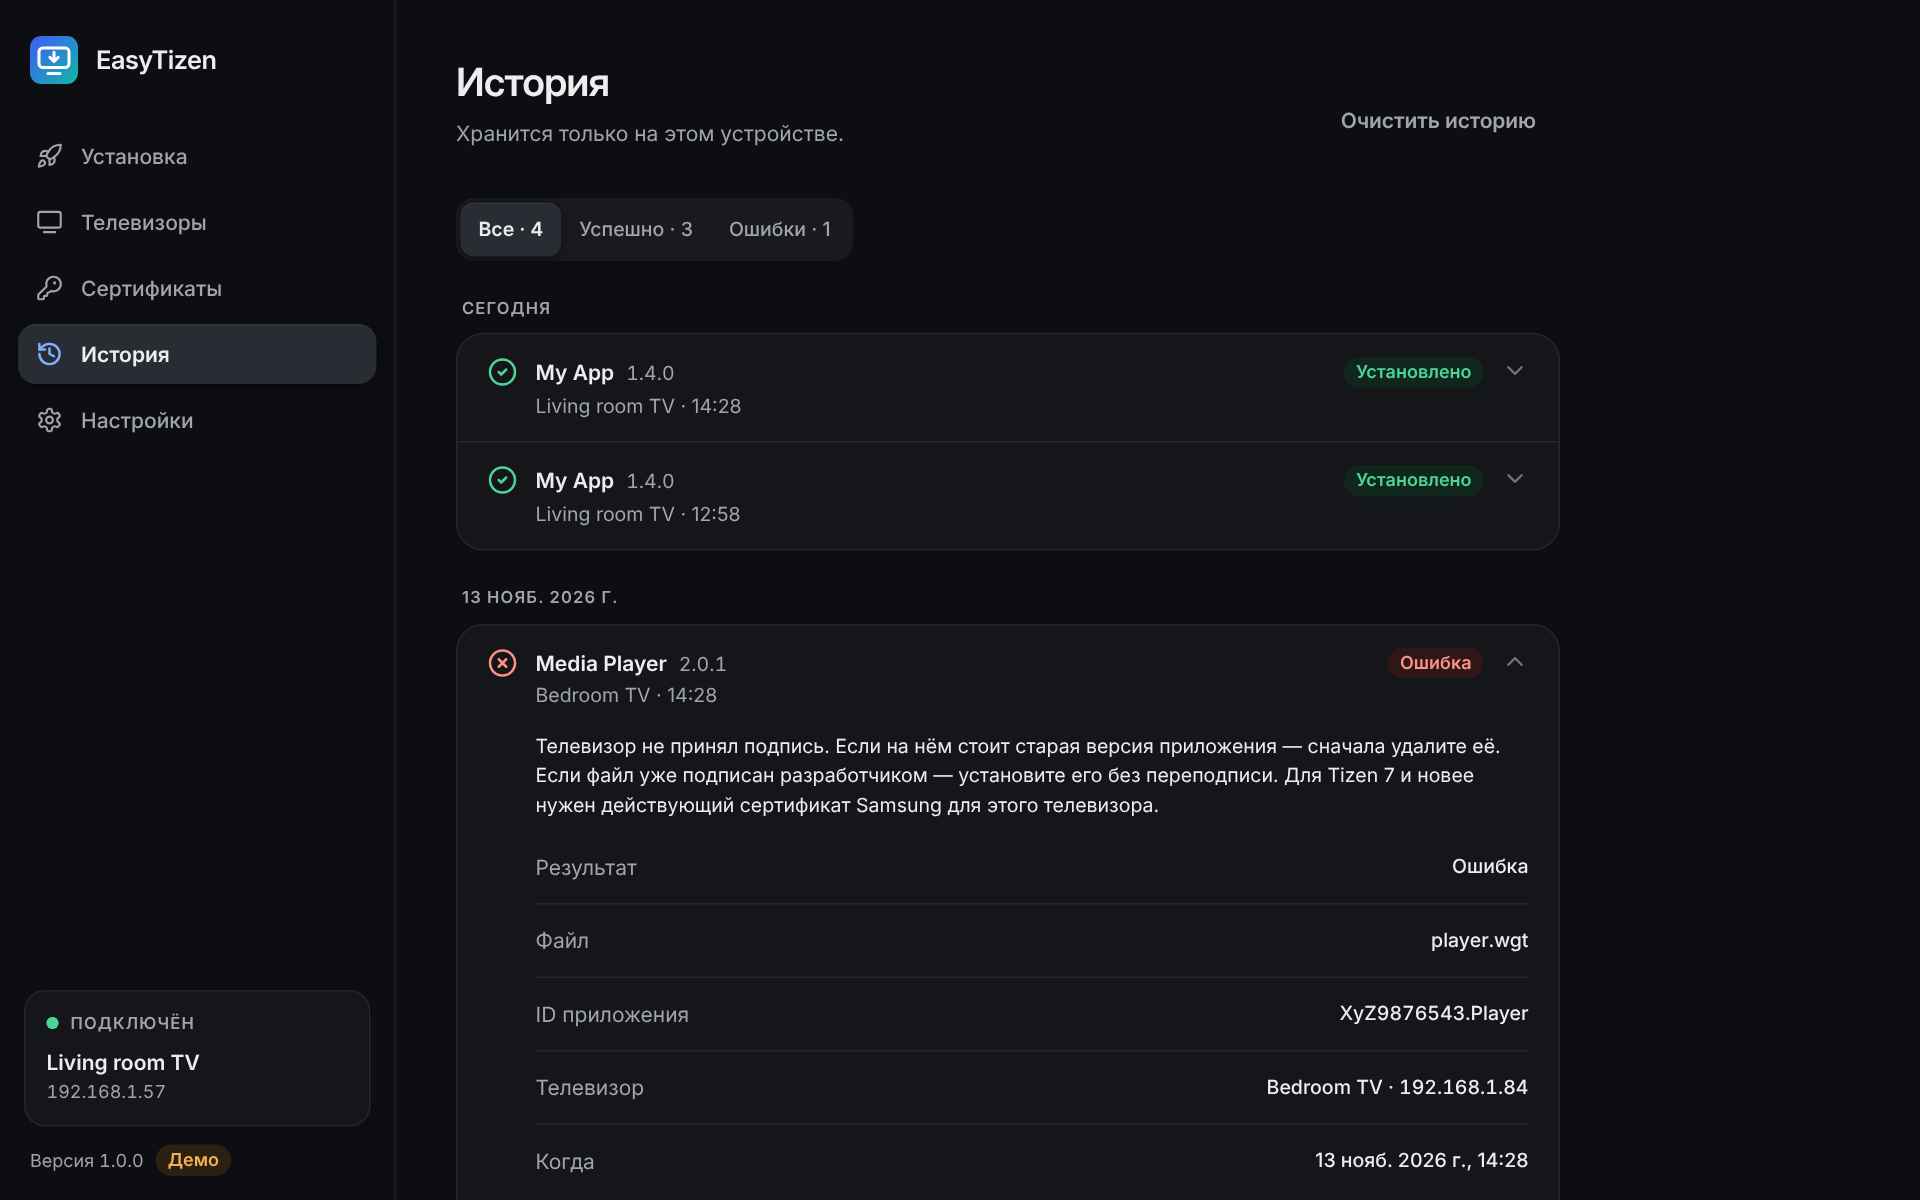 EasyTizen
Установка
Телевизоры
Сертификаты
История
Настройки
ПОДКЛЮЧЁН
Living room TV
192.168.1.57
Версия 1.0.0
Демо
История
Хранится только на этом устройстве.
Очистить историю
Все · 4
Успешно · 3
Ошибки · 1
СЕГОДНЯ
My App 1.4.0
Установлено
Living room TV · 14:28
My App 1.4.0
Установлено
Living room TV · 12:58
13 НОЯБ. 2026 Г.
Media Player 2.0.1
Ошибка
Bedroom TV · 14:28
Телевизор не принял подпись. Если на нём стоит старая версия приложения — сначала удалите её.
Если файл уже подписан разработчиком — установите его без переподписи. Для Tizen 7 и новее
нужен действующий сертификат Samsung для этого телевизора.
Результат
Ошибка
Файл
player.wgt
ID приложения
XyZ9876543.Player
Телевизор
Bedroom TV · 192.168.1.84
Когда
13 нояб. 2026 г., 14:28